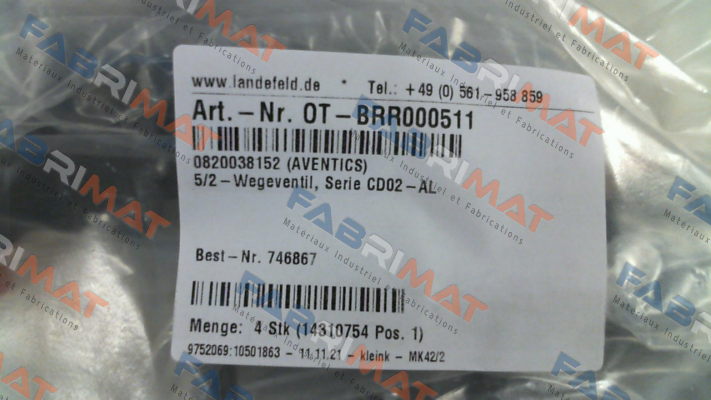 www.landefeld.de * Tel.: +49 (0) 561-958 859
Art.-Nr. OT-BRR000511
0820038152 (AVENTICS)
5/2-Wegeventil, Serie CD02-AL
Best-Nr. 746867
Menge: 4 Stk (14310754 Pos. 1)
9752069:10501863 - 11.11.21 - kleink - MK42/2
FABRIMAT
Materiaux Industriel et Fabrications